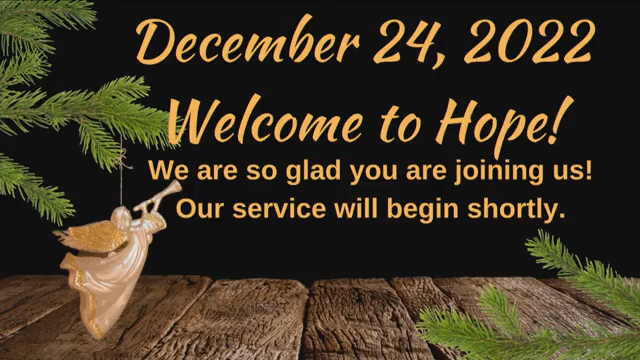 December 24, 2022
Welcome to Hope!
We are so glad you are joining us!
Our service will begin shortly.